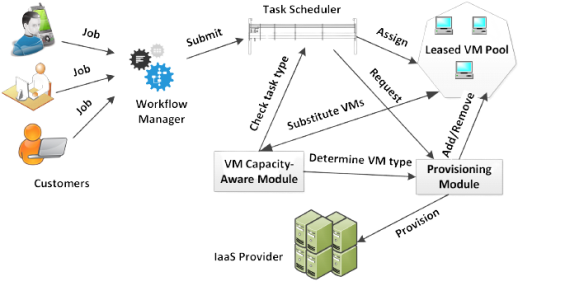 Task Scheduler
Job
Submit
Assign
Leased VM Pool
Job
Job
Workflow
Manager
Check task type
Substitute VMs
Request
Add/Remove
VM Capacity-
Aware Module
Determine VM type
Provisioning
Module
Customers
Provision
IaaS Provider